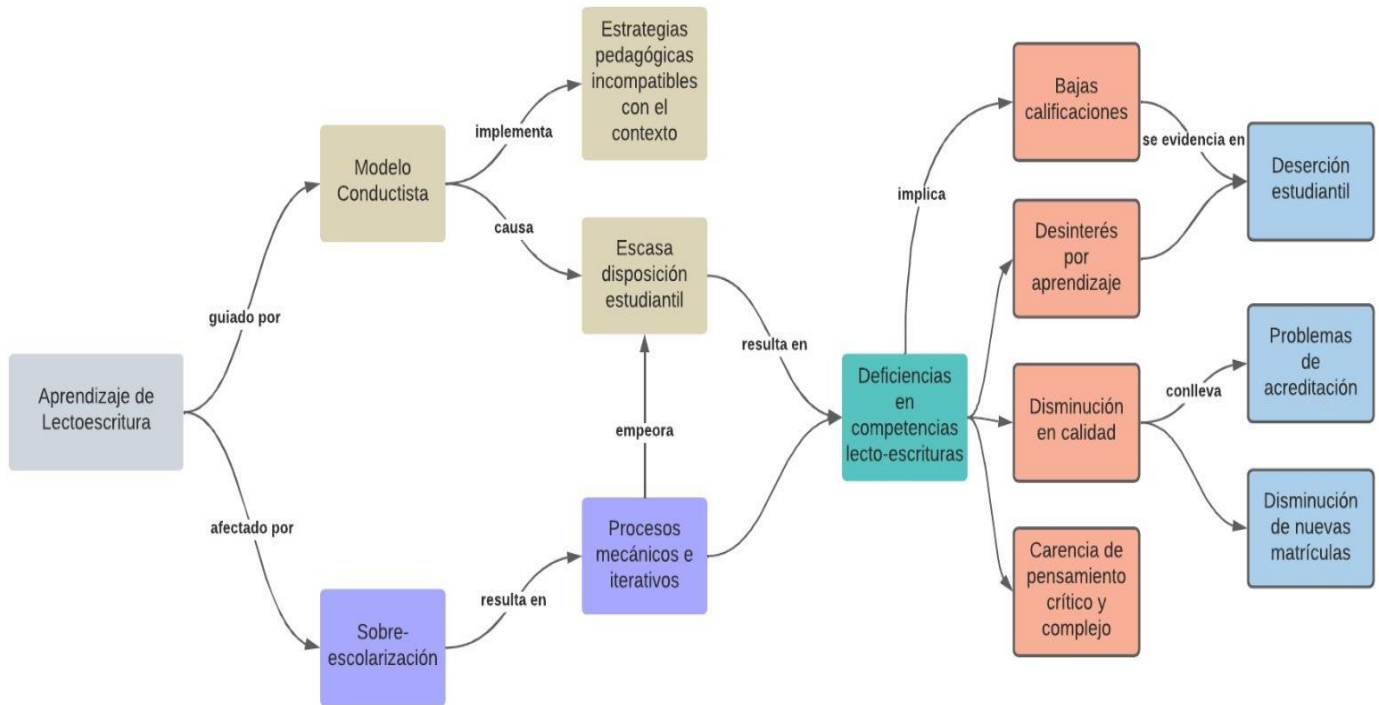 Aprendizaje de
Lectoescritura
guiado por
afectado por
Modelo
Conductista
Sobre-
escolarización
implementa
causa
resulta en
Estrategias
pedagógicas
incompatibles
con el
contexto
Escasa
disposición
estudiantil
empeora
Procesos
mecánicos e
iterativos
resulta en
Deficiencias
en
competencias
lecto-escrituras
implica
Bajas
calificaciones
Desinterés
por
aprendizaje
Disminución
en calidad
Carencia de
pensamiento
crítico y
complejo
se evidencia en
conlleva
Deserción
estudiantil
Problemas
de
acreditación
Disminución
de nuevas
matrículas